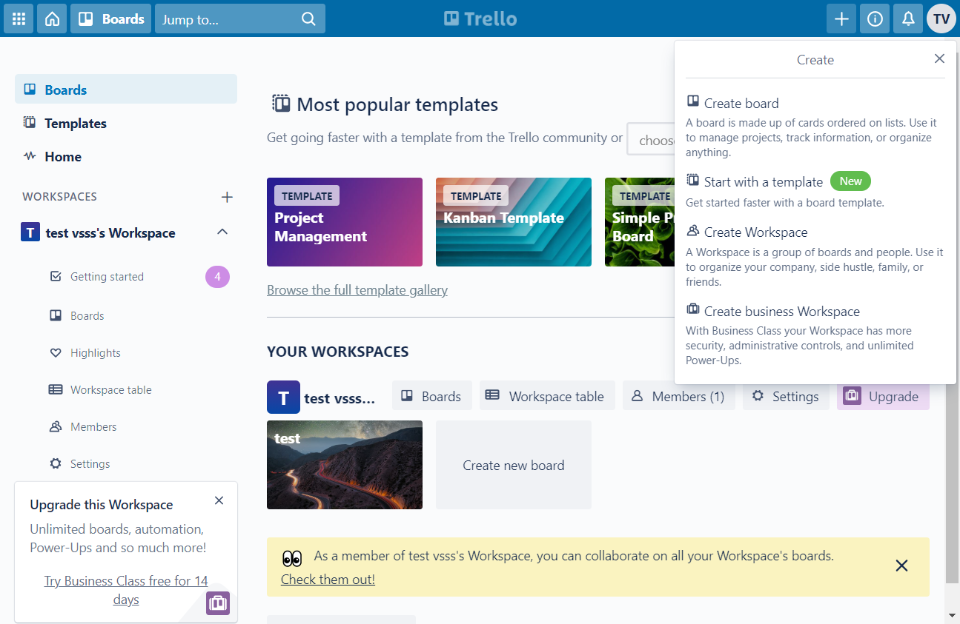 Boards
Jump to...
Trello
TV
Boards
Templates
Home
WORKSPACES
T
test vsss's Workspace
Getting started
4
Boards
Highlights
Workspace table
Members
Settings
Upgrade this Workspace
Unlimited boards, automation,
Power-Ups and so much more!
Try Business Class free for 14
days
Most popular templates
Get going faster with a template from the Trello community or
choos
TEMPLATE
Project
Management
TEMPLATE
Kanban Template
TEMPLATE
Simple P
Board
Browse the full template gallery
YOUR WORKSPACES
T
test vsss...
Boards
Workspace table
Members (1)
Settings
Upgrade
test
Create new board
As a member of test vsss's Workspace, you can collaborate on all your Workspace's boards.
Check them out!
Create
Create board
A board is made up of cards ordered on lists. Use it
to manage projects, track information, or organize
anything.
Start with a template New
Get started faster with a board template.
Create Workspace
A Workspace is a group of boards and people. Use it
to organize your company, side hustle, family, or
friends.
Create business Workspace
With Business Class your Workspace has more
security, administrative controls, and unlimited
Power-Ups.